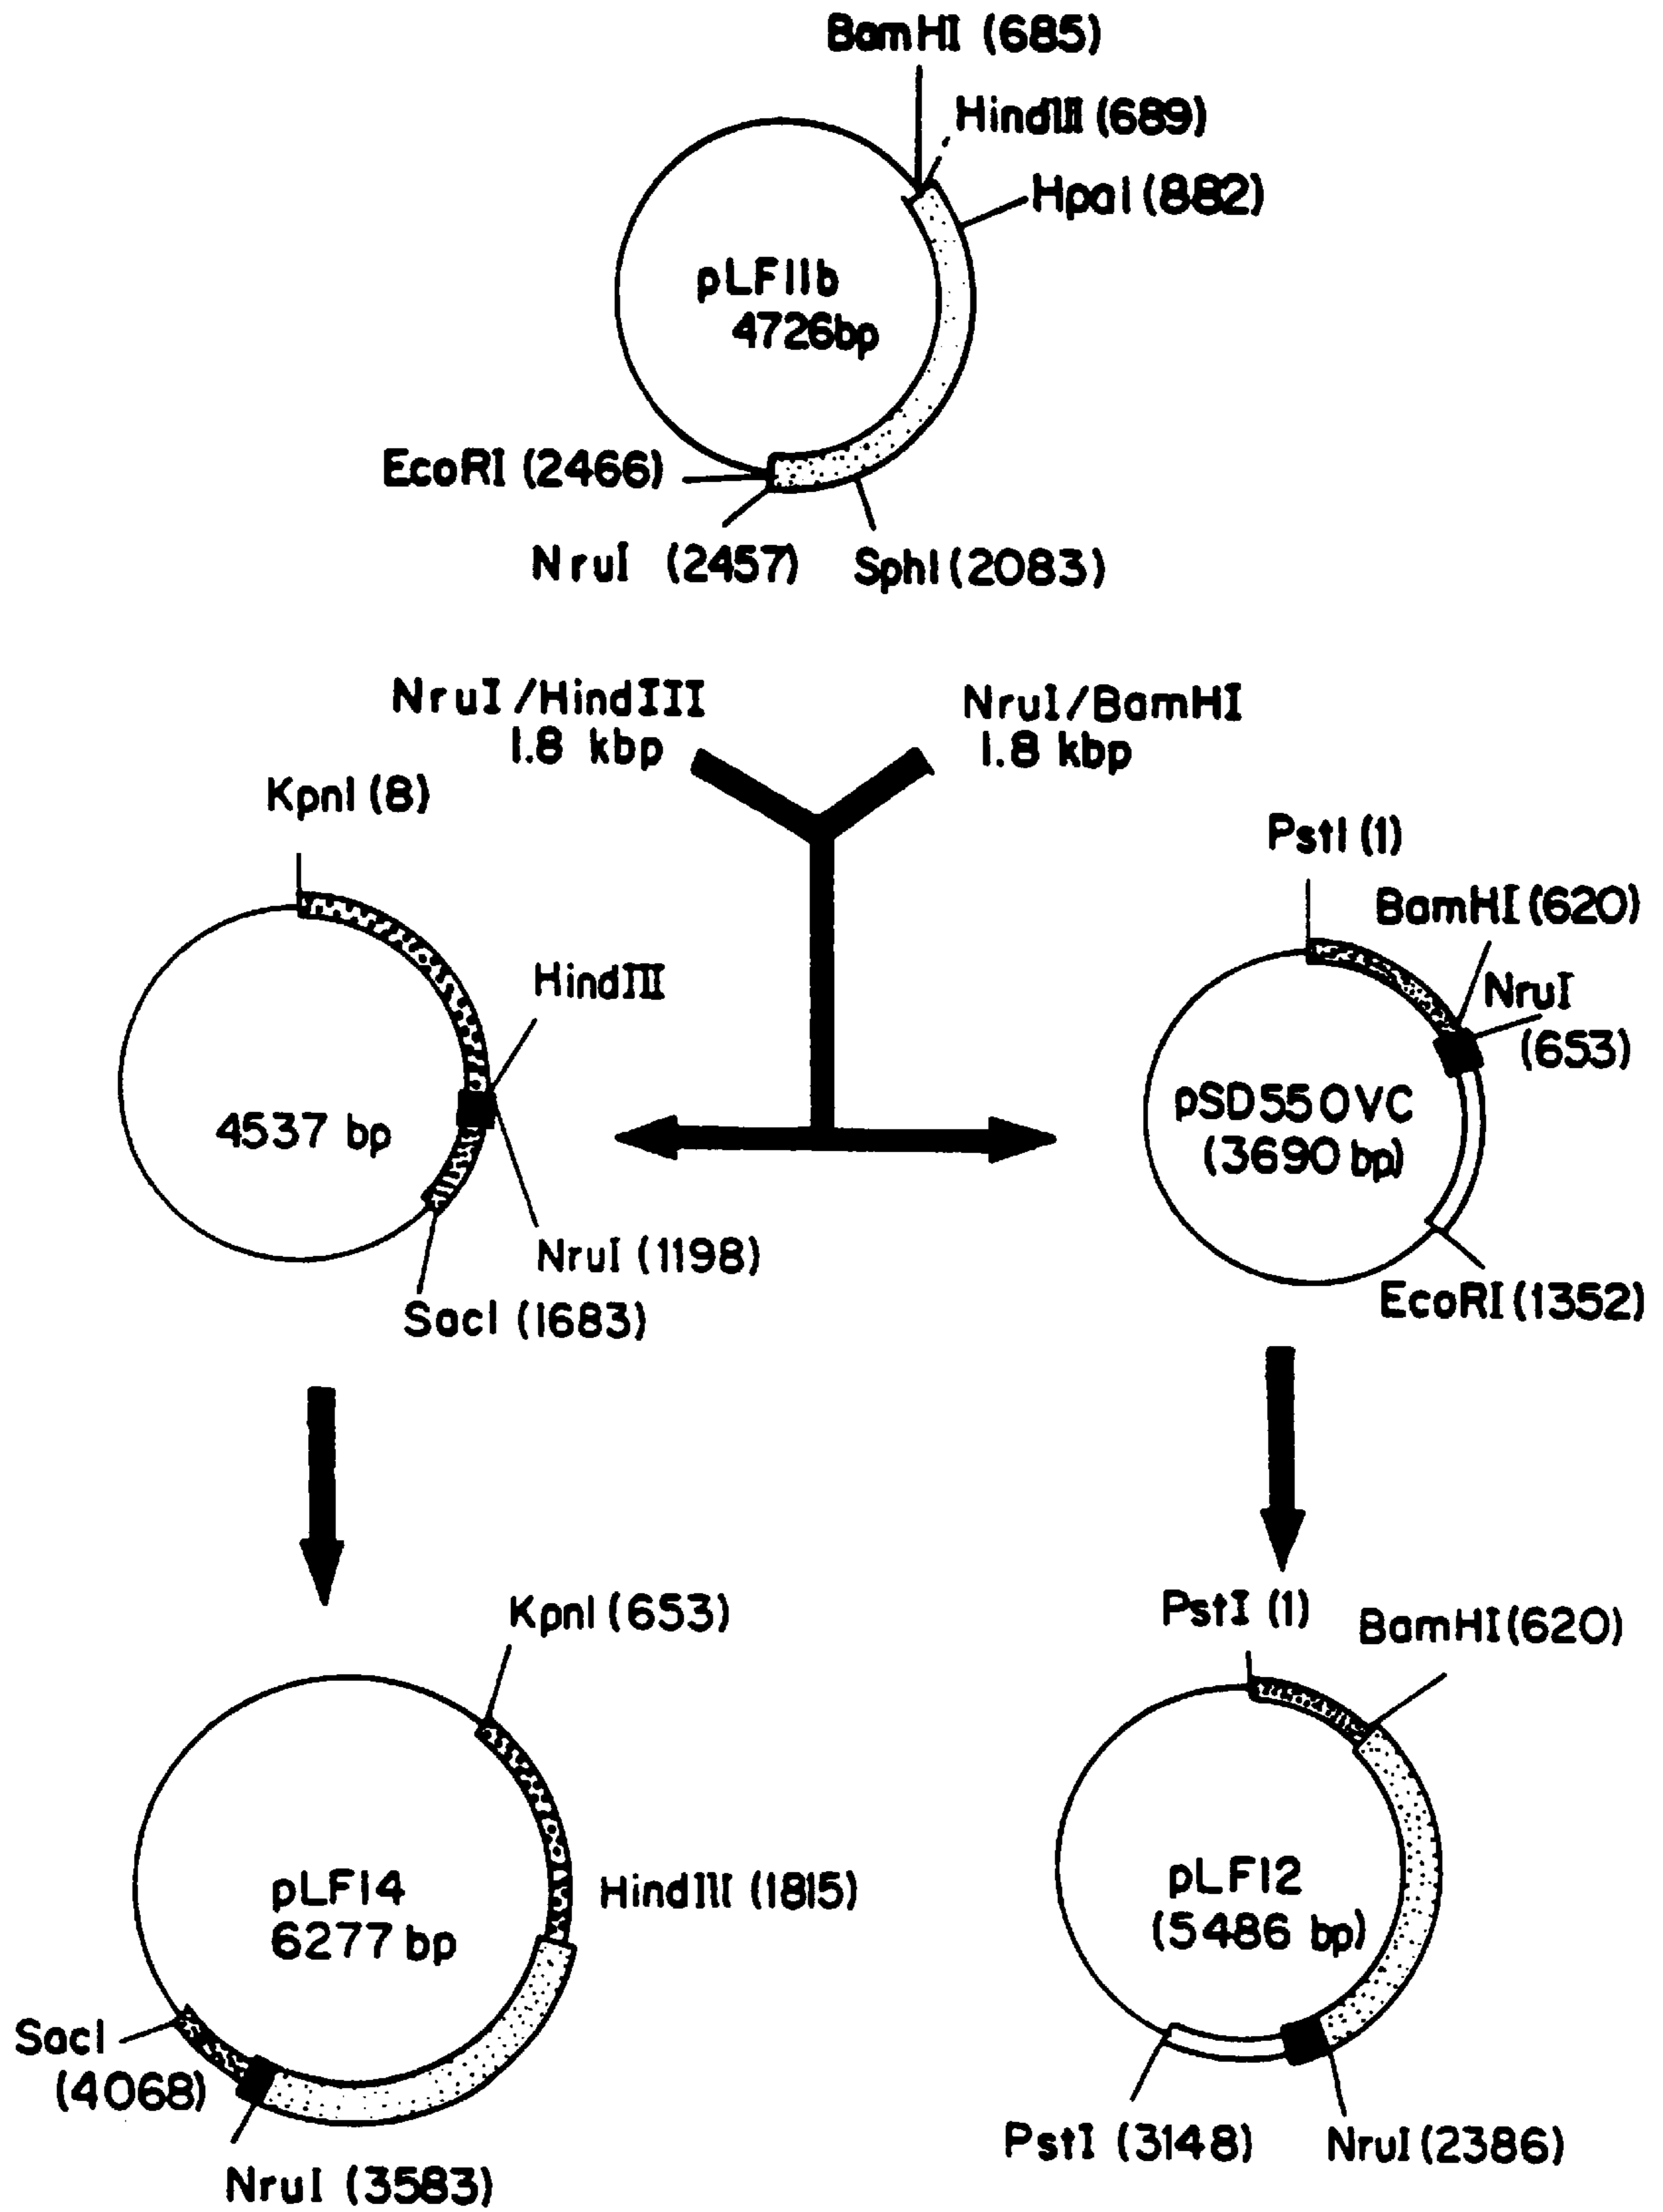 BamHI (685)
HindIII (689)
HpaI (882)
pLF11b
4726bp
EcoRI (2466)
NruI (2457)
SphI (2083)
NruI/HindIII
1.8 kbp
NruI/BamHI
1.8 kbp
KpnI (8)
HindIII
4537 bp
NruI (1198)
SacI (1683)
PstI (1)
BamHI (620)
NruI
(653)
pSD550VC
(3690 bp)
EcoRI (1352)
KpnI (653)
pLF14
6277 bp
HindIII (1815)
SacI
(4068)
NruI (3583)
PstI (1)
BamHI (620)
pLF12
(5486 bp)
PstI (3148)
NruI (2386)